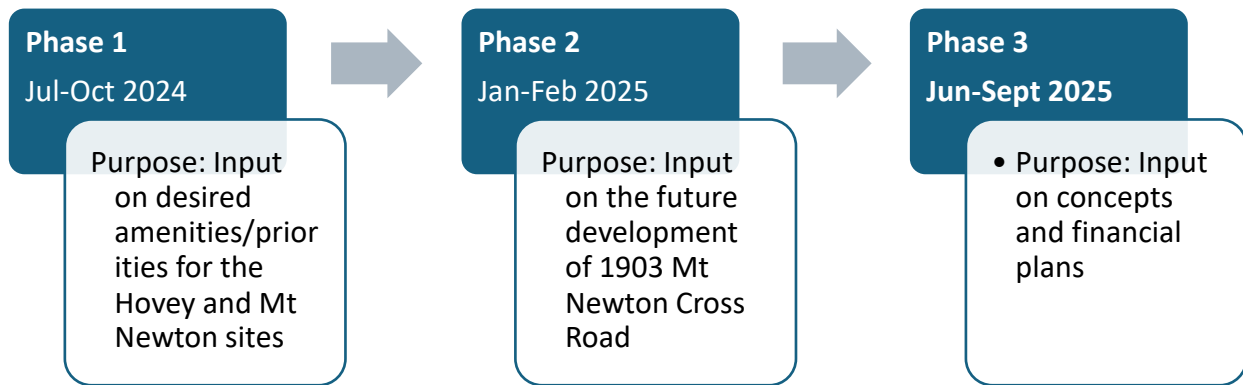 Phase 1
Jul-Oct 2024
Purpose: Input
on desired
amenities/prior
ities for the
Hovey and Mt
Newton sites
Phase 2
Jan-Feb 2025
Purpose: Input
on the future
development
of 1903 Mt
Newton Cross
Road
Phase 3
Jun-Sept 2025
• Purpose: Input
on concepts
and financial
plans